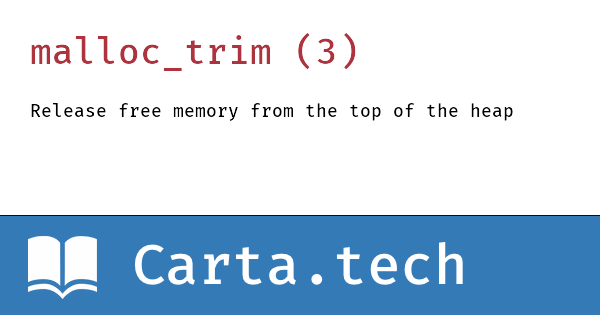 malloc_trim (3)
Release free memory from the top of the heap
Carta.tech